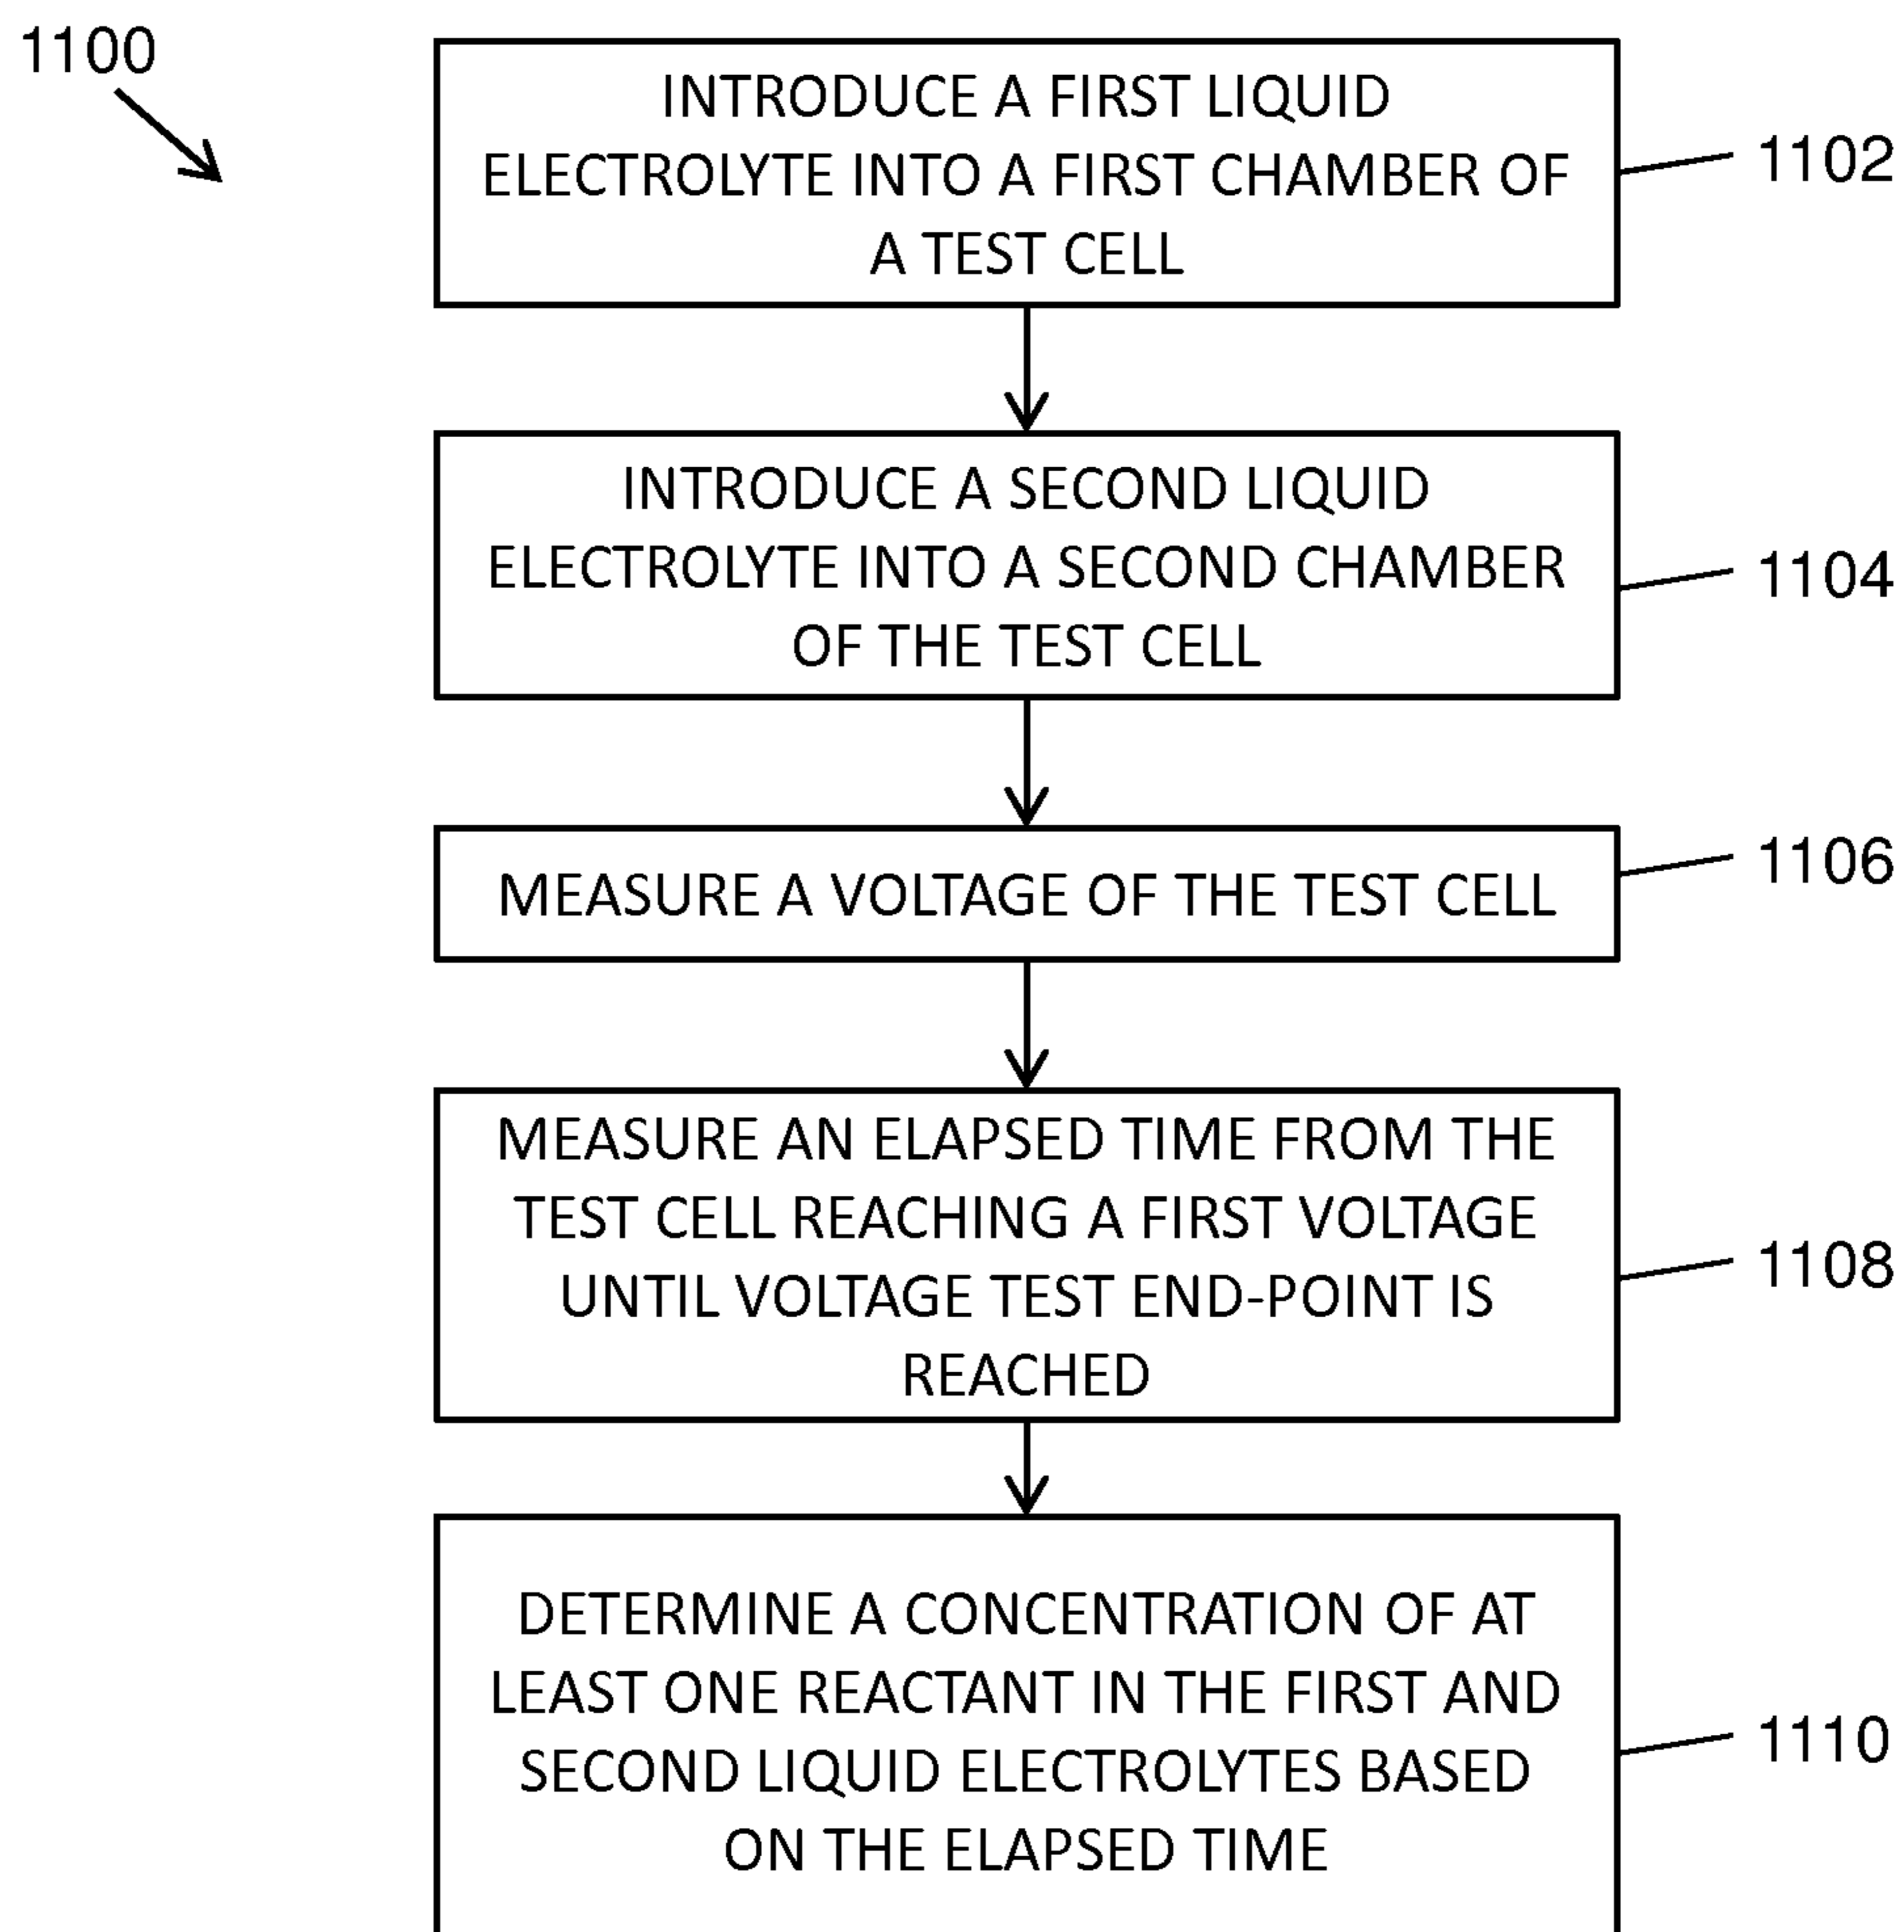 1100
INTRODUCE A FIRST LIQUID
ELECTROLYTE INTO A FIRST CHAMBER OF
A TEST CELL
1102
INTRODUCE A SECOND LIQUID
ELECTROLYTE INTO A SECOND CHAMBER
OF THE TEST CELL
1104
MEASURE A VOLTAGE OF THE TEST CELL
1106
MEASURE AN ELAPSED TIME FROM THE
TEST CELL REACHING A FIRST VOLTAGE
UNTIL VOLTAGE TEST END-POINT IS
REACHED
1108
DETERMINE A CONCENTRATION OF AT
LEAST ONE REACTANT IN THE FIRST AND
SECOND LIQUID ELECTROLYTES BASED
ON THE ELAPSED TIME
1110